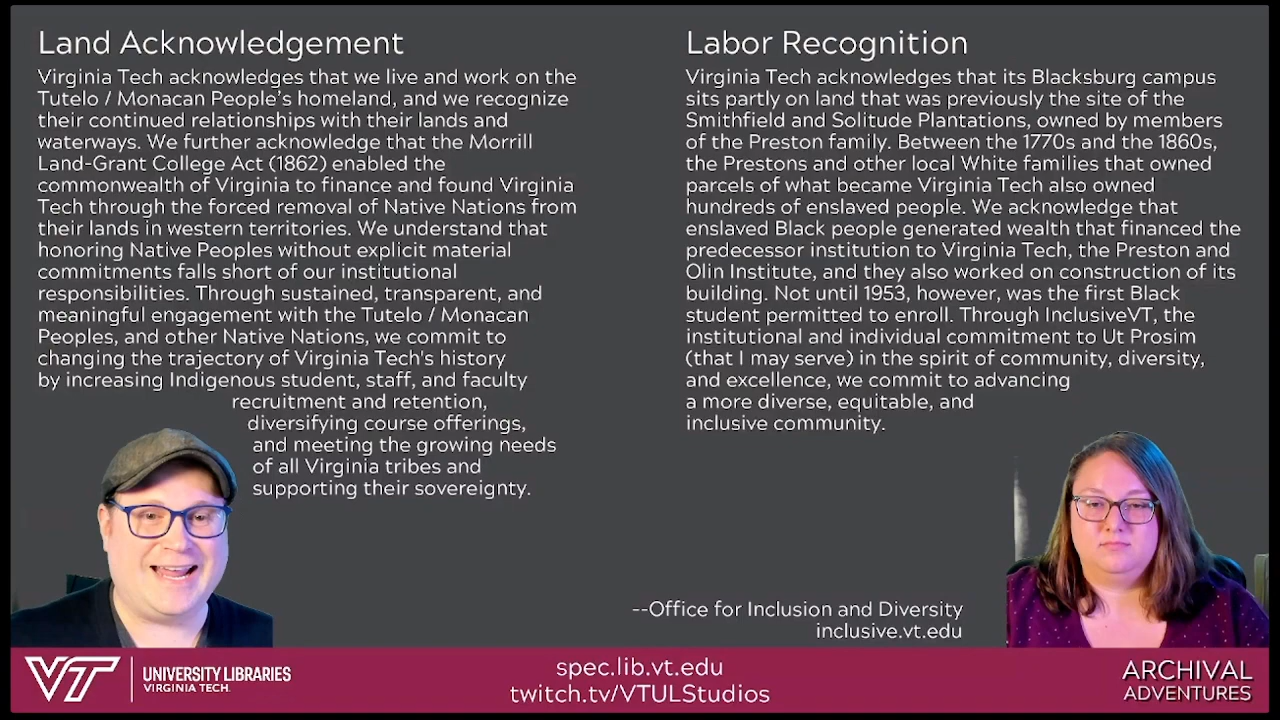 Land Acknowledgement
Virginia Tech acknowledges that we live and work on the
Tutelo / Monacan People's homeland, and we recognize
their continued relationships with their lands and
waterways. We further acknowledge that the Morrill
Land-Grant College Act (1862) enabled the
commonwealth of Virginia to finance and found Virginia
Tech through the forced removal of Native Nations from
their lands in western territories. We understand that
honoring Native Peoples without explicit material
commitments falls short of our institutional
responsibilities. Through sustained, transparent, and
meaningful engagement with the Tutelo / Monacan
Peoples, and other Native Nations, we commit to
changing the trajectory of Virginia Tech's history
by increasing Indigenous student, staff, and faculty
recruitment and retention,
diversifying course offerings,
and meeting the growing needs
of all Virginia tribes and
supporting their sovereignty.
Labor Recognition
Virginia Tech acknowledges that its Blacksburg campus
sits partly on land that was previously the site of the
Smithfield and Solitude Plantations, owned by members
of the Preston family. Between the 1770s and the 1860s,
the Prestons and other local White families that owned
parcels of what became Virginia Tech also owned
hundreds of enslaved people. We acknowledge that
enslaved Black people generated wealth that financed the
predecessor institution to Virginia Tech, the Preston and
Olin Institute, and they also worked on construction of its
building. Not until 1953, however, was the first Black
student permitted to enroll. Through InclusiveVT, the
institutional and individual commitment to Ut Prosim
(that I may serve) in the spirit of community, diversity,
and excellence, we commit to advancing
a more diverse, equitable, and
inclusive community.
--Office for Inclusion and Diversity
inclusive.vt.edu
VT
UNIVERSITY LIBRARIES
VIRGINIA TECH.
spec.lib.vt.edu
twitch.tv/VTULStudios
ARCHIVAL
ADVENTURES